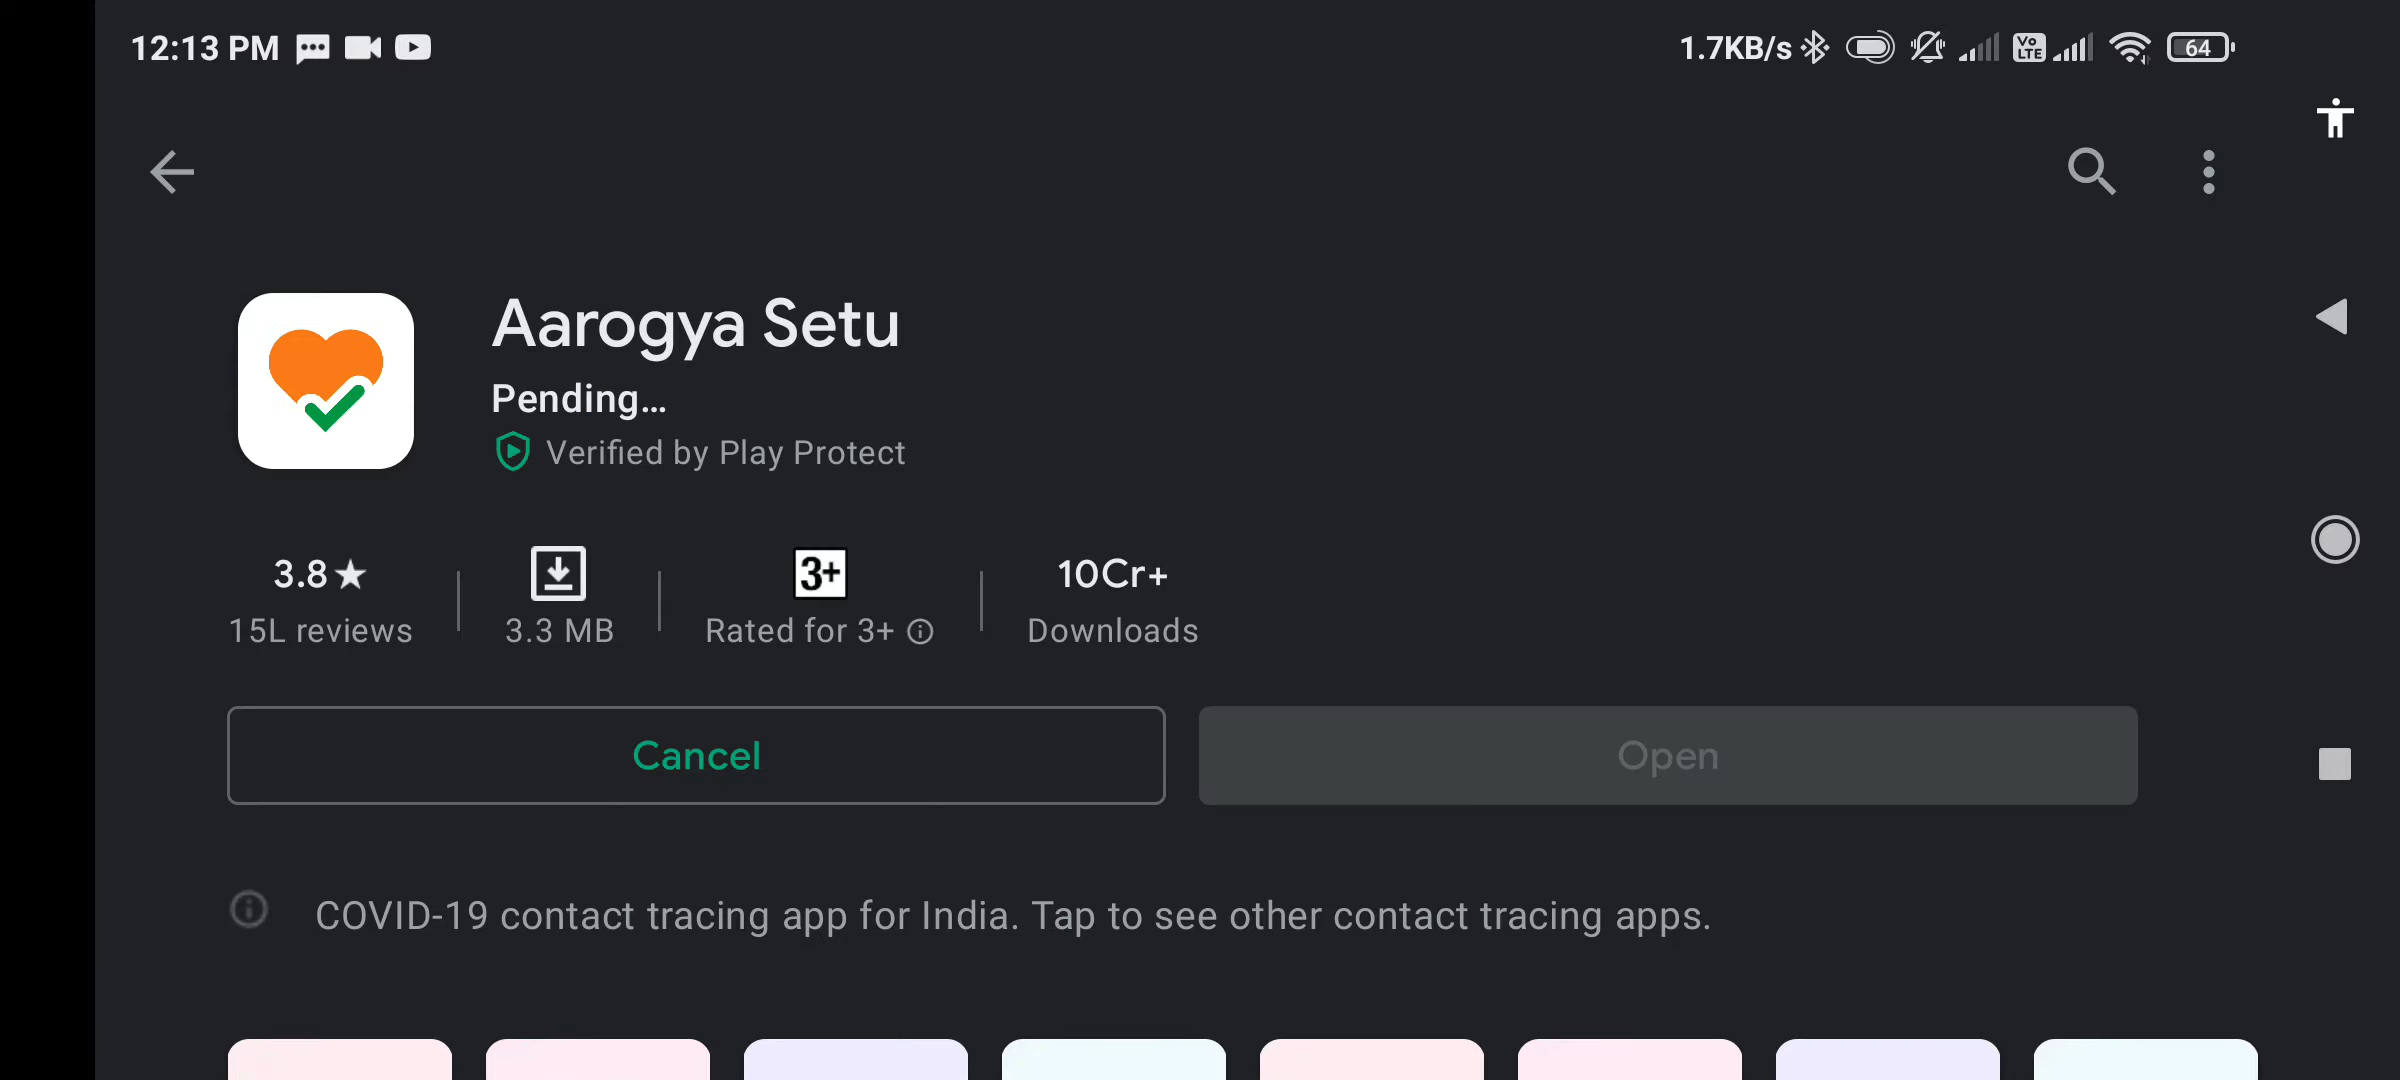 12:13 PM 1.7KB/s Vo LTE 64
Aarogya Setu
Pending...
Verified by Play Protect
3.8★ 3+ 10Cr+
15L reviews 3.3 MB Rated for 3+ Downloads
Cancel Open
COVID-19 contact tracing app for India. Tap to see other contact tracing apps.